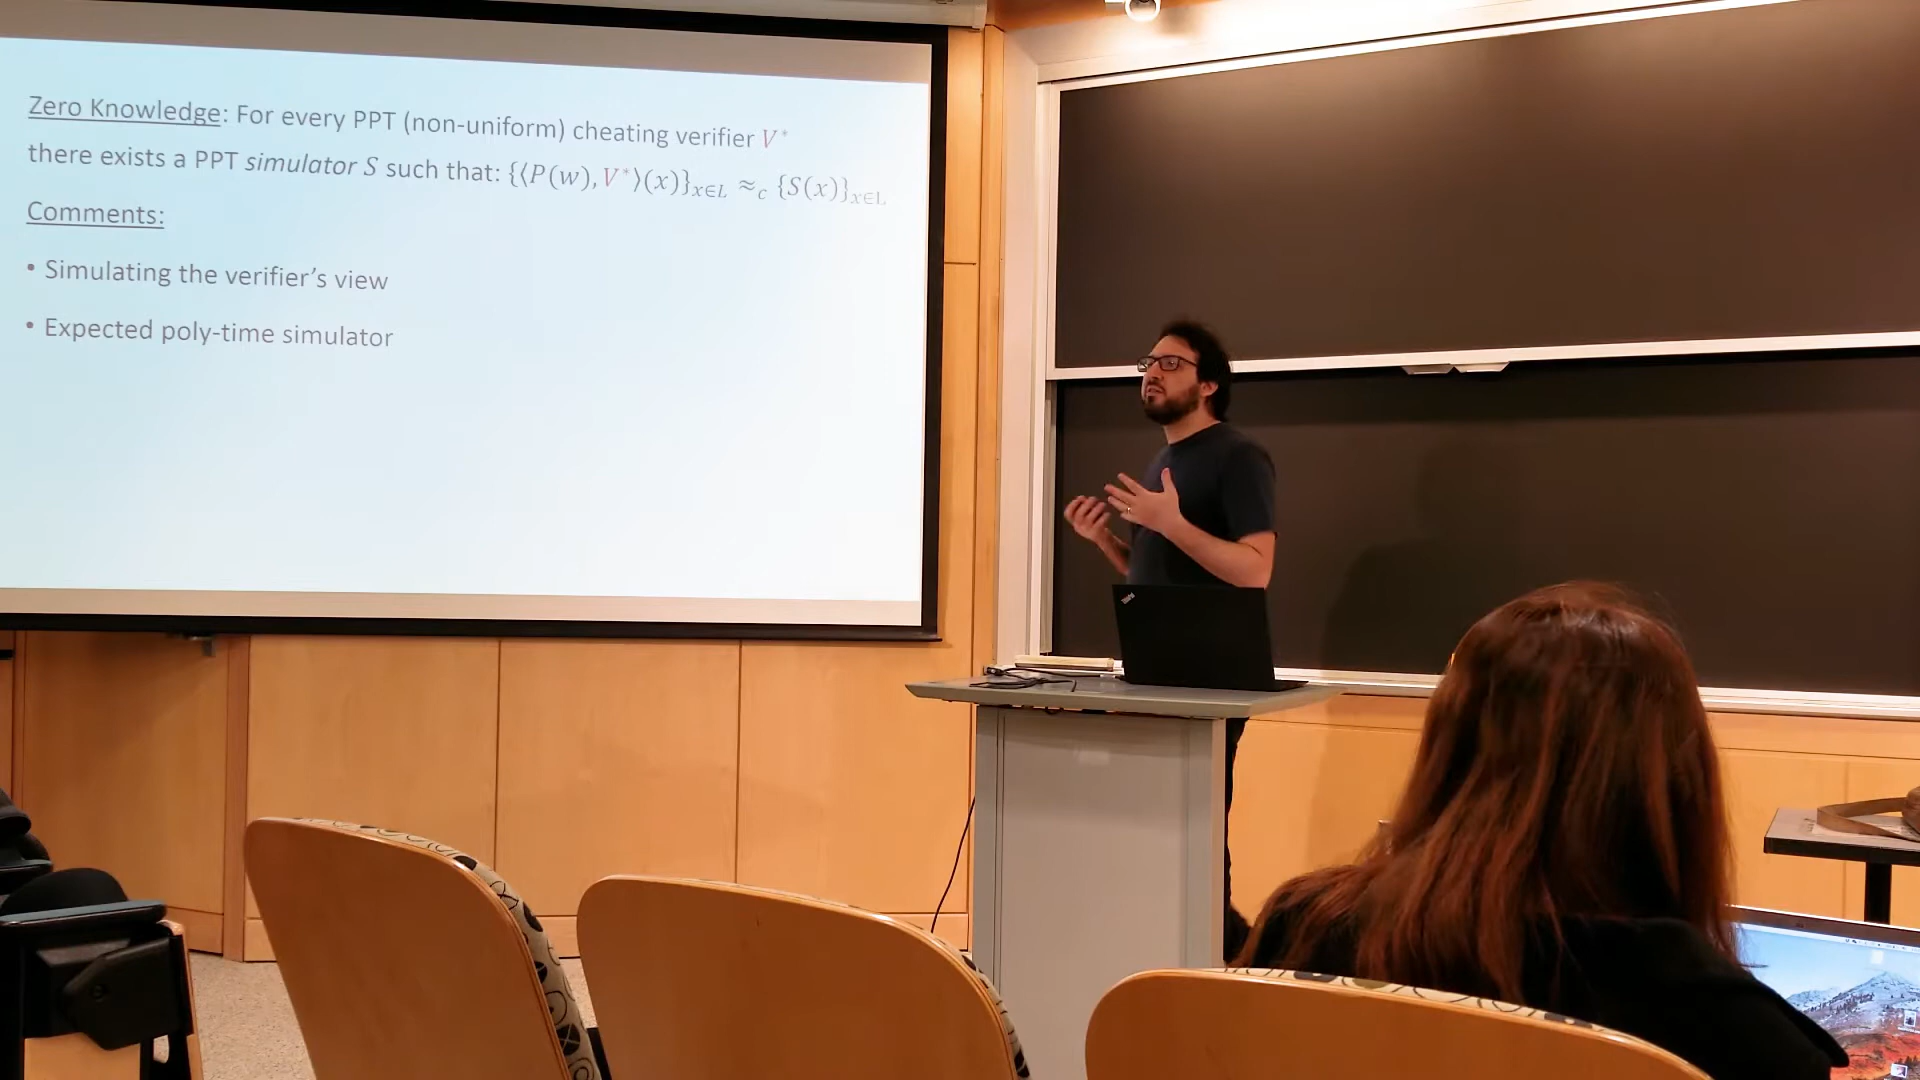 Zero Knowledge: For every PPT (non-uniform) cheating verifier V*
there exists a PPT simulator S such that: {⟨P(w), V*⟩(x)}ₓ∈L ≈c {S(x)}ₓ∈L
Comments:
• Simulating the verifier's view
• Expected poly-time simulator
ThinkPad